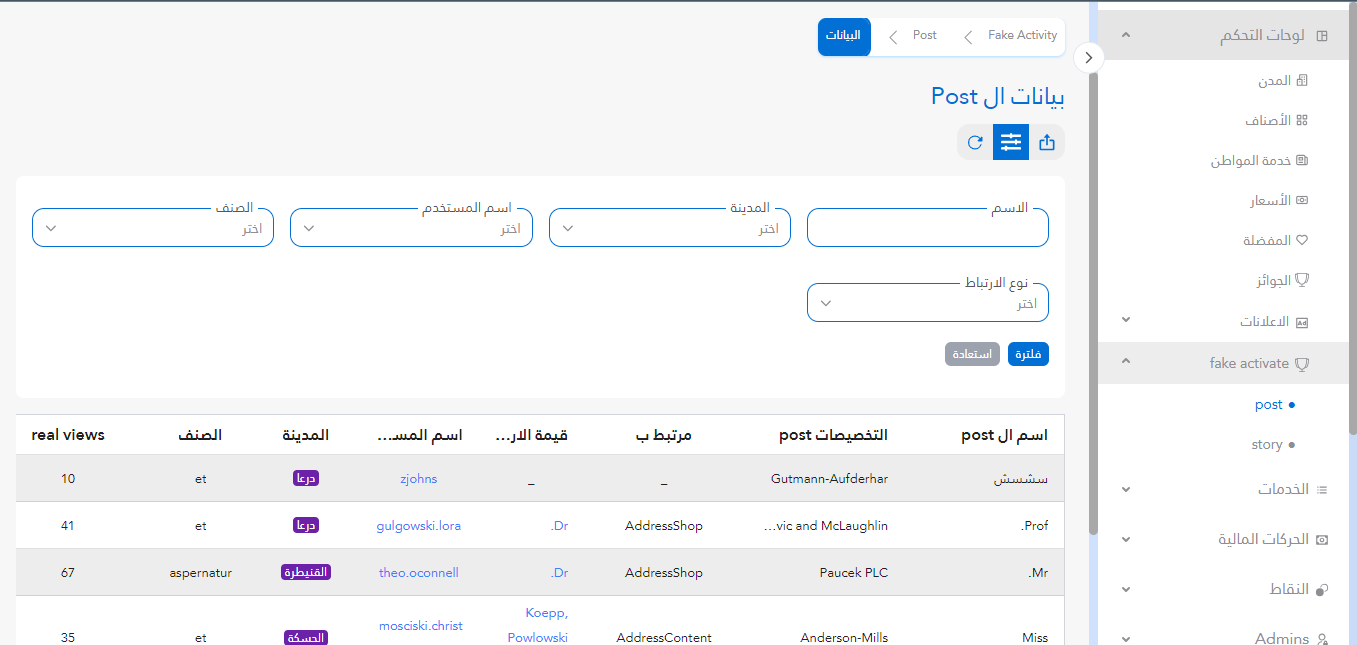 لوحات التحكم
المدن
الأصناف
خدمة المواطن
الأسعار
المفضلة
الجوائز
الاعلانات
fake activate
post
story
الخدمات
الحركات المالية
النقاط
Admins
Fake Activity Post البيانات
بيانات ال Post
الاسم المدينة اسم المستخدم الصنف
اختر اختر اختر
نوع الارتباط
اختر
فلترة استعادة
اسم ال post التخصيصات post مرتبط ب قيمة الار... اسم المسـ... المدينة الصنف real views
سشسش Gutmann-Aufderhar _ _ zjohns درعا et 10
Prof. ...vic and McLaughlin AddressShop Dr. gulgowski.lora درعا et 41
Mr. Paucek PLC AddressShop Dr. theo.oconnell القنيطرة aspernatur 67
Miss Anderson-Mills AddressContent Koepp, Powlowski mosciski.christ الحسكة et 35